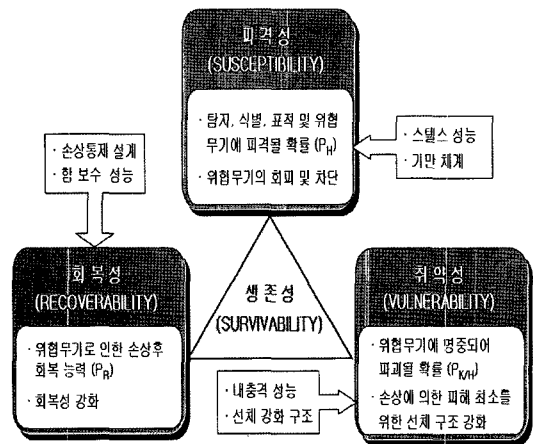 피격성
(SUSCEPTIBILITY)
· 탐지, 식별, 표적 및 위협
무기에 피격될 확률 (PH)
· 위협무기의 회피 및 차단
· 스텔스 성능
· 기만 체계
· 손상통제 설계
· 함 보수 성능
회복성
(RECOVERABILITY)
· 위협무기로 인한 손상후
회복 능력 (PR)
· 회복성 강화
생존성
(SURVIVABILITY)
취약성
(VULNERABILITY)
· 위협무기에 명중되어
파괴될 확률 (PK/H)
· 손상에 의한 피해 최소를
위한 선체 구조 강화
· 내충격 성능
· 선체 강화 구조